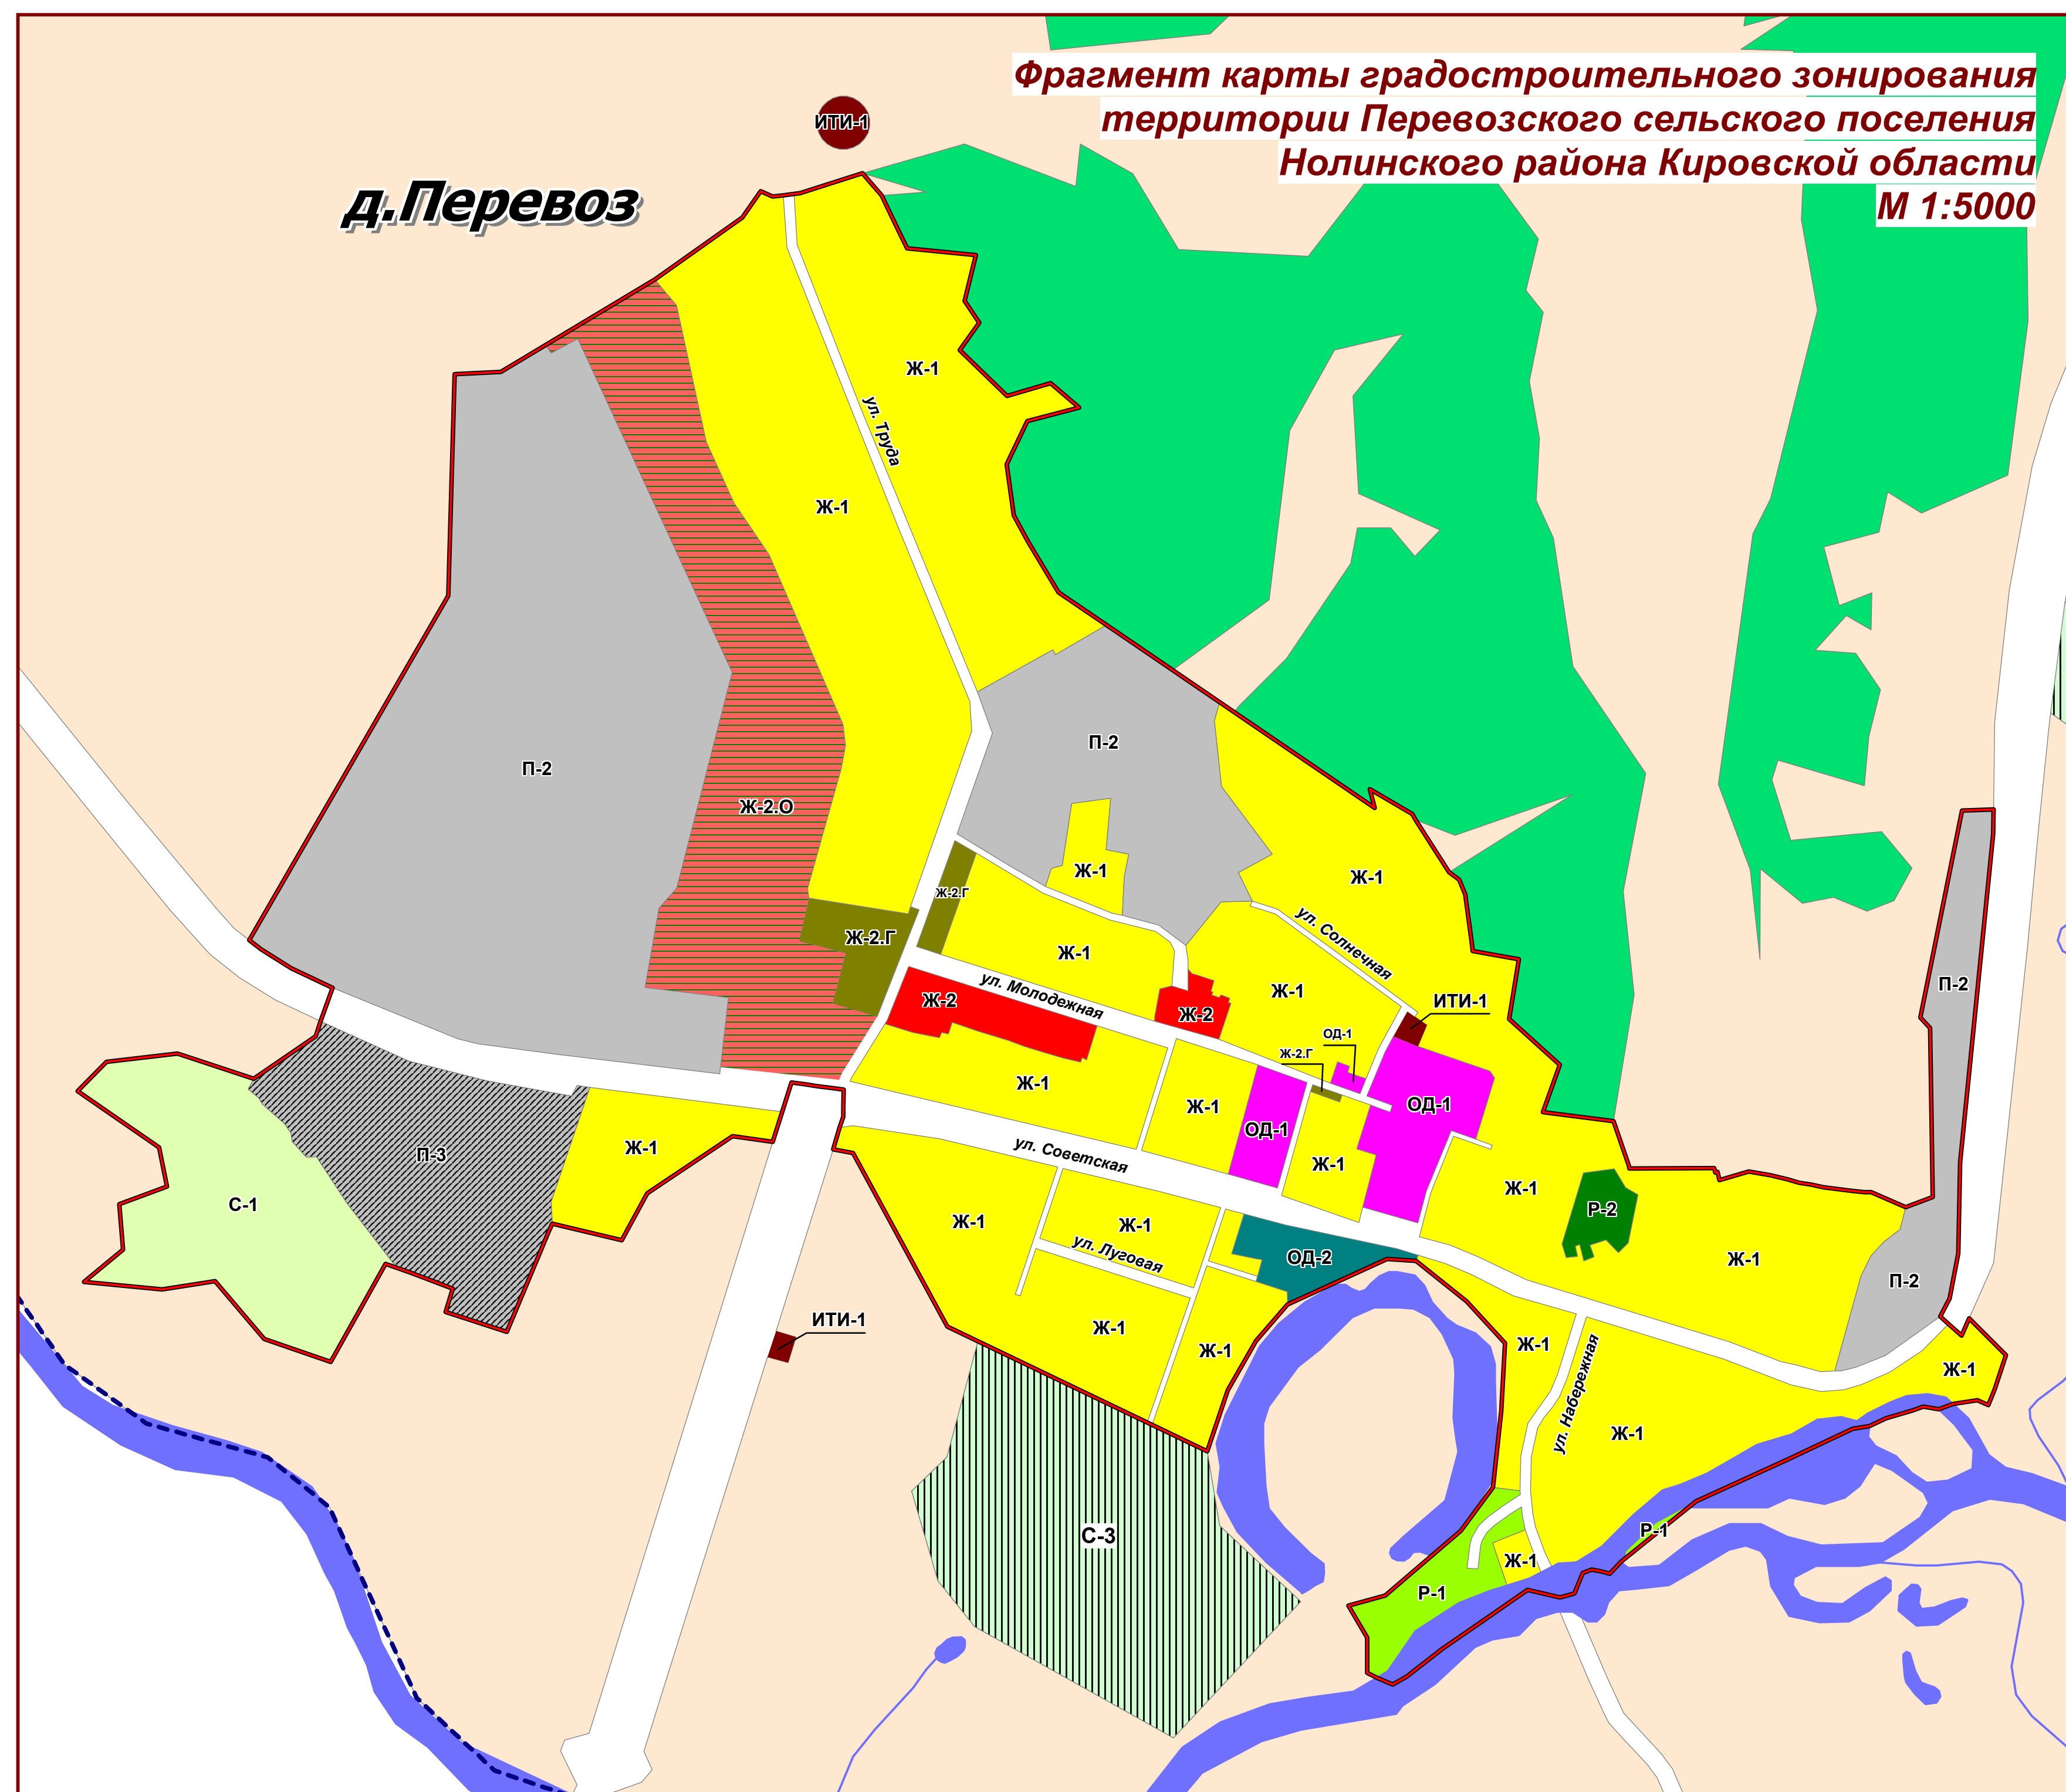 Фрагмент карты градостроительного зонирования
территории Перевозского сельского поселения
Нолинского района Кировской области
М 1:5000
ИТИ-1
д.Перевоз
Ж-1
ул. Труда
Ж-1
П-2
П-2
Ж-2.О
Ж-1
Ж-1
Ж-2.Г
Ж-2.Г
ул. Солнечная
Ж-1
П-2
Ж-1
ул. Молодежная
Ж-2
Ж-2
ИТИ-1
ОД-1
Ж-2.Г
Ж-1
Ж-1
ОД-1
ОД-1
П-3
Ж-1
ул. Советская
Ж-1
Ж-1
С-1
Р-2
Ж-1
Ж-1
ул. Луговая
ОД-2
Ж-1
П-2
ИТИ-1
Ж-1
Ж-1
Ж-1
ул. Набережная
Ж-1
Ж-1
Р-1
С-3
Ж-1
Р-1